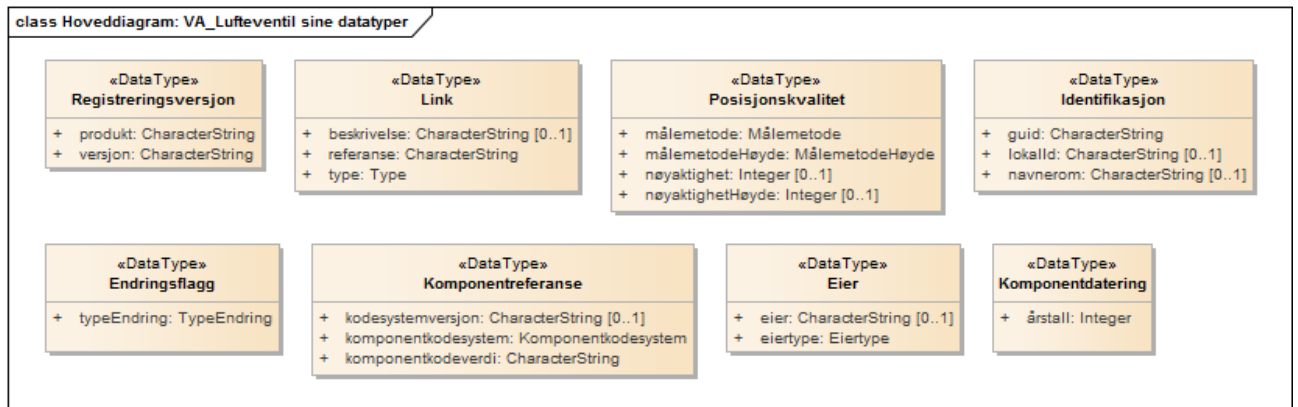 class Hoveddiagram: VA_Lufteventil sine datatyper
«DataType»
Registreringsversjon
+ produkt: CharacterString
+ versjon: CharacterString
«DataType»
Link
+ beskrivelse: CharacterString [0..1]
+ referanse: CharacterString
+ type: Type
«DataType»
Posisjonskvalitet
+ målemetode: Målemetode
+ målemetodeHøyde: MålemetodeHøyde
+ nøyaktighet: Integer [0..1]
+ nøyaktighetHøyde: Integer [0..1]
«DataType»
Identifikasjon
+ guid: CharacterString
+ lokalId: CharacterString [0..1]
+ navnerom: CharacterString [0..1]
«DataType»
Endringsflagg
+ typeEndring: TypeEndring
«DataType»
Komponentreferanse
+ kodesystemversjon: CharacterString [0..1]
+ komponentkodesystem: Komponentkodesystem
+ komponentkodeverdi: CharacterString
«DataType»
Eier
+ eier: CharacterString [0..1]
+ eiertype: Eiertype
«DataType»
Komponentdatering
+ årstall: Integer